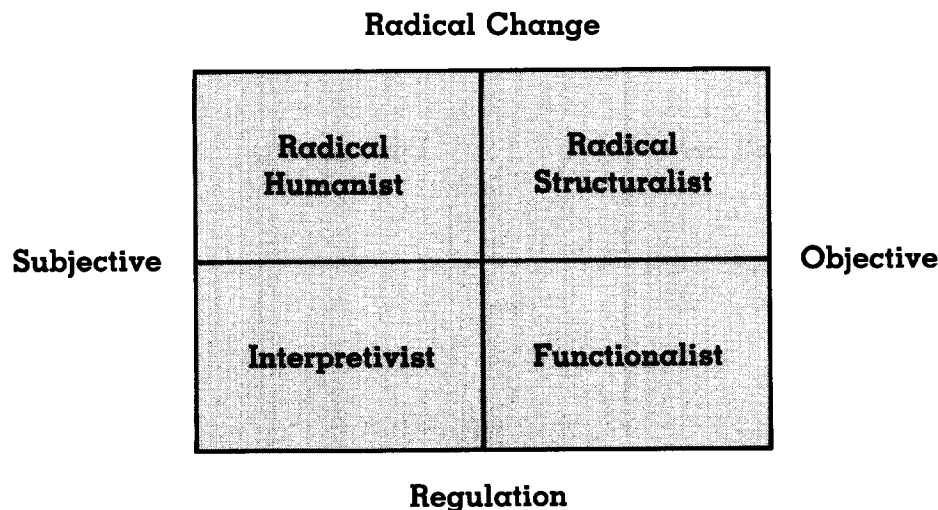 Radical Change
Radical
Humanist
Radical
Structuralist
Subjective
Objective
Interpretivist
Functionalist
Regulation